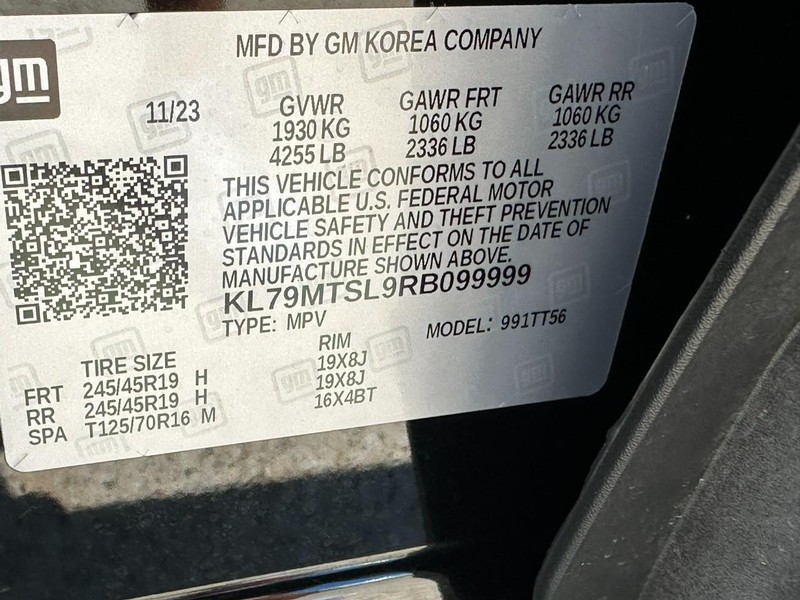 gm
MFD BY GM KOREA COMPANY
11/23 GVWR GAWR FRT GAWR RR
1930 KG 1060 KG 1060 KG
4255 LB 2336 LB 2336 LB
THIS VEHICLE CONFORMS TO ALL
APPLICABLE U.S. FEDERAL MOTOR
VEHICLE SAFETY AND THEFT PREVENTION
STANDARDS IN EFFECT ON THE DATE OF
MANUFACTURE SHOWN ABOVE.
KL79MTSL9RB099999
TYPE: MPV MODEL: 991TT56
TIRE SIZE RIM
FRT 245/45R19 H 19X8J
RR 245/45R19 H 19X8J
SPA T125/70R16 M 16X4BT